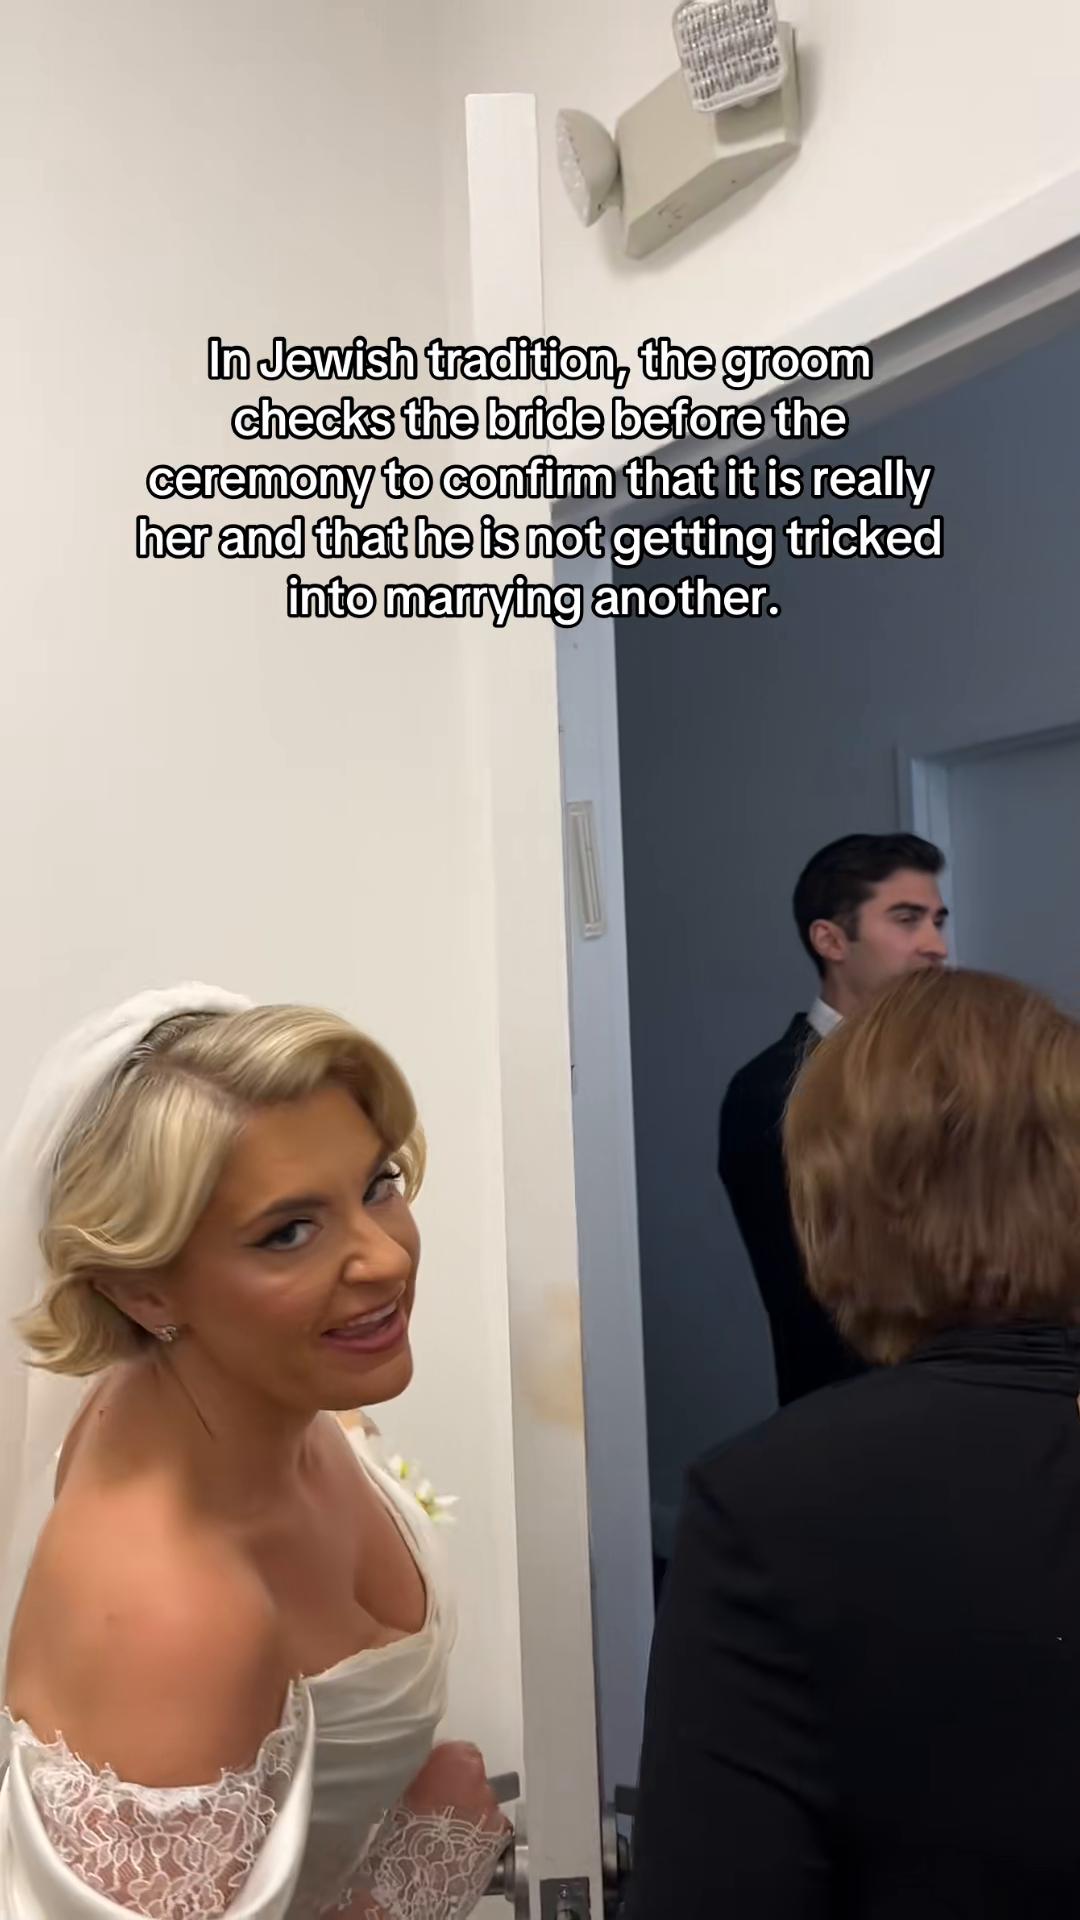 In Jewish tradition, the groom
checks the bride before the
ceremony to confirm that it is really
her and that he is not getting tricked
into marrying another.